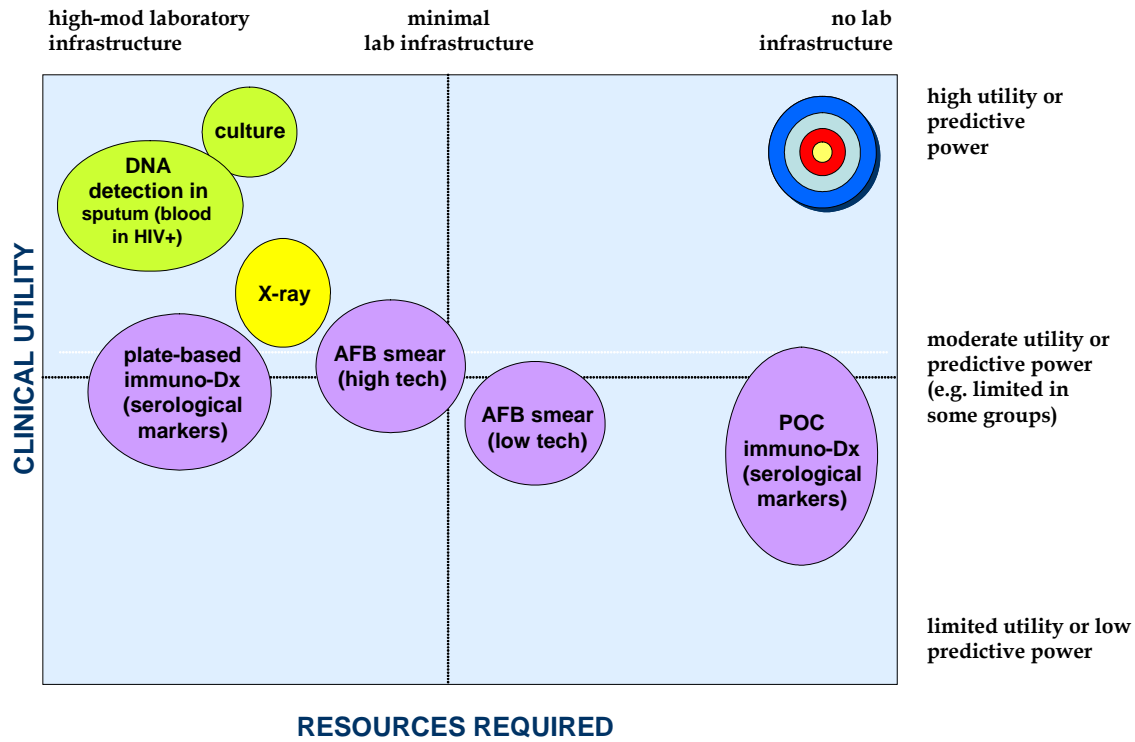 high-mod laboratory
infrastructure
minimal
lab infrastructure
no lab
infrastructure
high utility or
predictive
power
culture
DNA
detection in
sputum (blood
in HIV+)
X-ray
CLINICAL UTILITY
plate-based
immuno-Dx
(serological
markers)
AFB smear
(high tech)
AFB smear
(low tech)
POC
immuno-Dx
(serological
markers)
moderate utility or
predictive power
(e.g. limited in
some groups)
limited utility or low
predictive power
RESOURCES REQUIRED